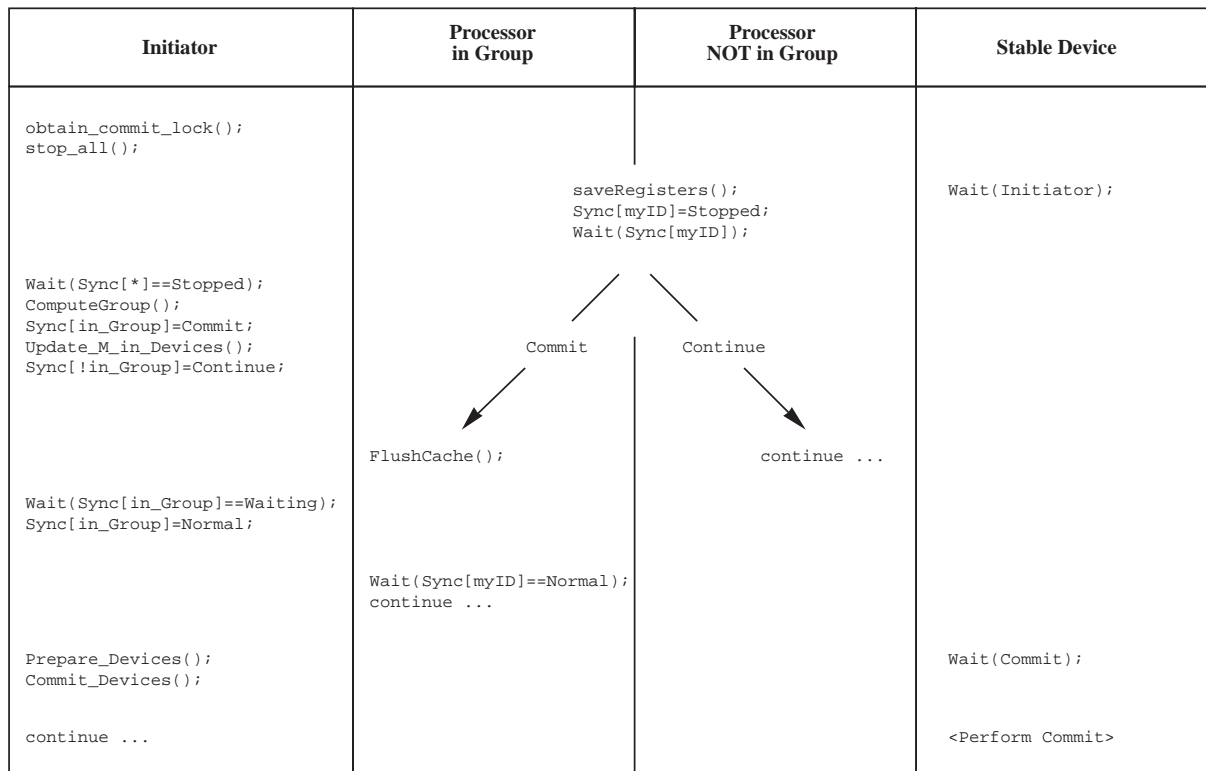 Initiator
Processor
in Group
Processor
NOT in Group
Stable Device
obtain_commit_lock();
stop_all();
saveRegisters();
Sync[myID]=Stopped;
Wait(Sync[myID]);
Wait(Initiator);
Wait(Sync[*]==Stopped);
ComputeGroup();
Sync[in_Group]=Commit;
Update_M_in_Devices();
Sync[!in_Group]=Continue;
Commit
Continue
FlushCache();
continue ...
Wait(Sync[in_Group]==Waiting);
Sync[in_Group]=Normal;
Wait(Sync[myID]==Normal);
continue ...
Prepare_Devices();
Commit_Devices();
Wait(Commit);
continue ...
<Perform Commit>